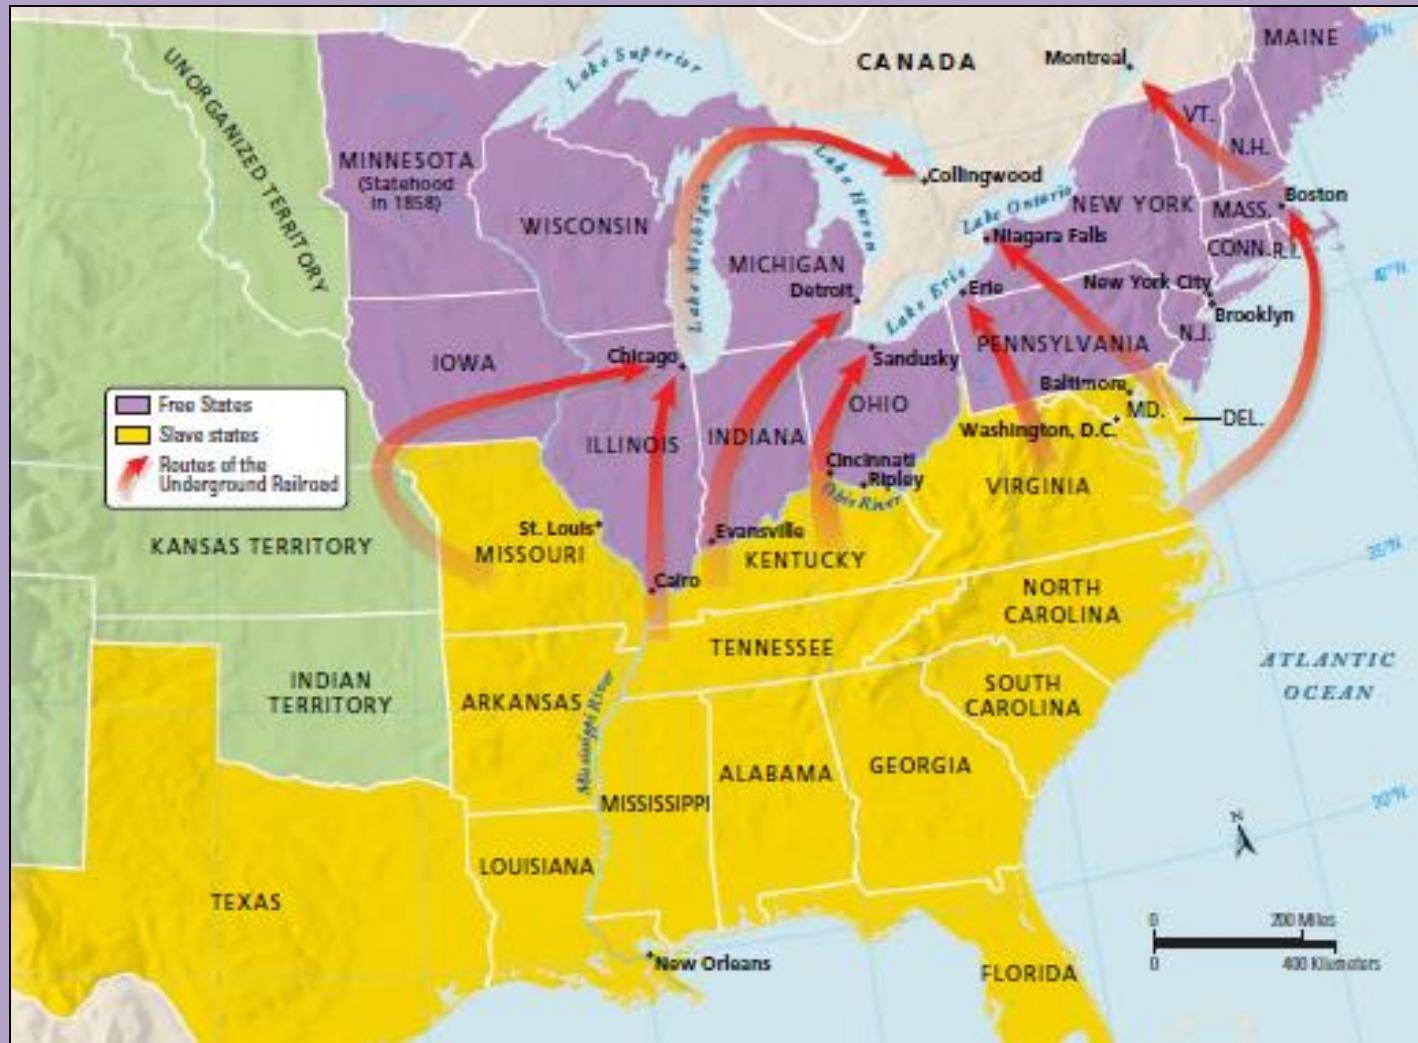 MAINE
CANADA
Montreal
Lake Superior
UNORGANIZED TERRITORY
VT.
N.H.
MINNESOTA
(Statehood
in 1858)
Lake Huron
Collingwood
Boston
Lake Ontario
NEW YORK
MASS.
WISCONSIN
Lake Michigan
Niagara Falls
CONN.
R.I.
MICHIGAN
Detroit
Lake Erie
Erie
New York City
Brooklyn
N.J.
PENNSYLVANIA
IOWA
Chicago
Sandusky
Baltimore
MD.
DEL.
Washington, D.C.
OHIO
Free States
Slave states
Routes of the
Underground Railroad
ILLINOIS
INDIANA
Cincinnati
Ripley
Ohio River
VIRGINIA
St. Louis
MISSOURI
Evansville
KENTUCKY
KANSAS TERRITORY
35°N
Cairo
NORTH
CAROLINA
TENNESSEE
INDIAN
TERRITORY
ARKANSAS
Mississippi River
SOUTH
CAROLINA
ATLANTIC
OCEAN
ALABAMA
GEORGIA
MISSISSIPPI
30°N
N
LOUISIANA
TEXAS
0 200 Miles
0 400 Kilometers
New Orleans
FLORIDA